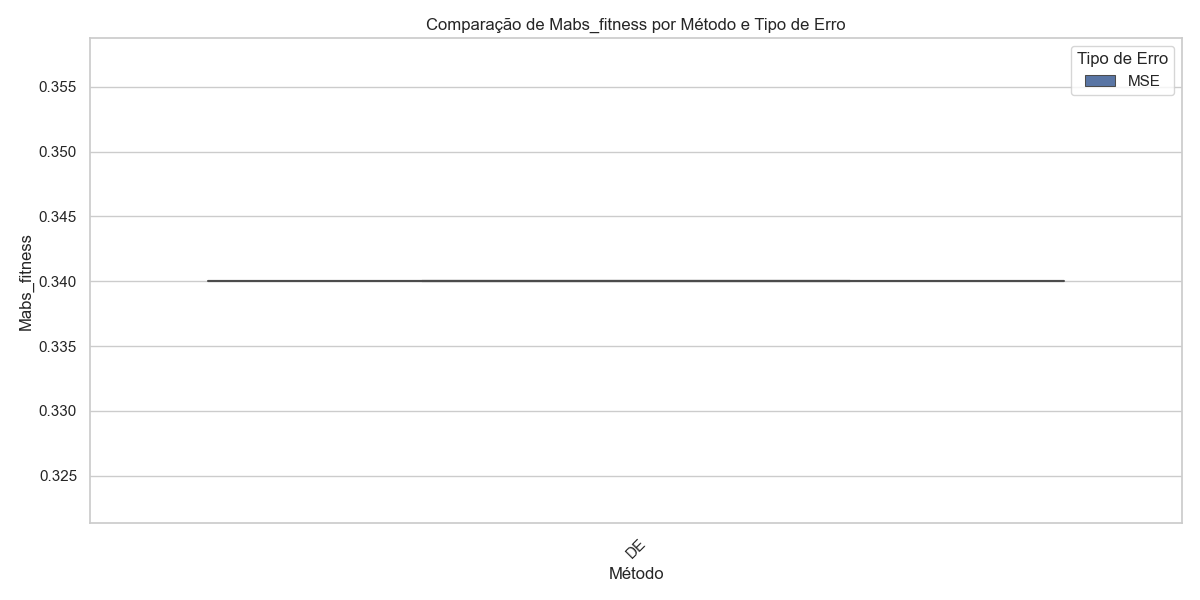 Comparação de Mabs_fitness por Método e Tipo de Erro
Tipo de Erro
MSE
0.355
0.350
0.345
0.340
0.335
0.330
0.325
Mabs_fitness
DE
Método